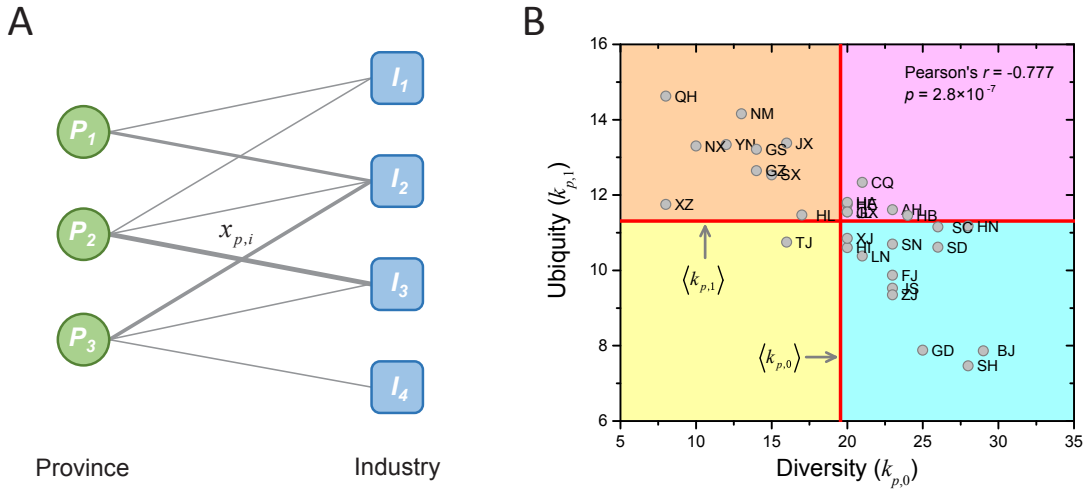 A
P1
P2
P3
I1
I2
I3
I4
xp,i
Province
Industry
B
Ubiquity (kp,1)
16
14
12
10
8
6
5
10
15
20
25
30
35
Diversity (kp,0)
Pearson's r = -0.777
p = 2.8×10-7
QH
NM
NX
YN
GS
JX
GZ
SX
XZ
HL
TJ
CQ
AH
HB
SC
HN
XJ
SN
SD
LN
FJ
JS
ZJ
GD
BJ
SH
⟨kp,1⟩
⟨kp,0⟩